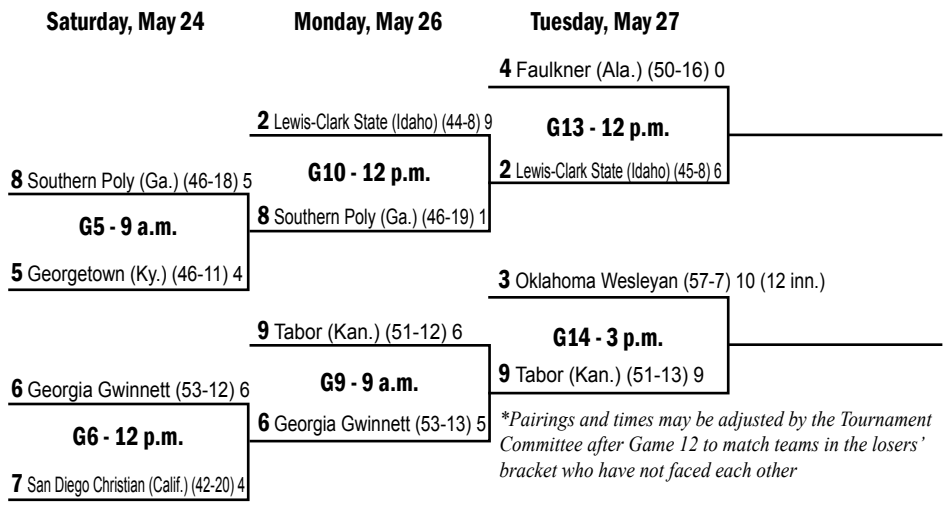 Saturday, May 24
Monday, May 26
Tuesday, May 27
8 Southern Poly (Ga.) (46-18) 5
G5 - 9 a.m.
5 Georgetown (Ky.) (46-11) 4
6 Georgia Gwinnett (53-12) 6
G6 - 12 p.m.
7 San Diego Christian (Calif.) (42-20) 4
2 Lewis-Clark State (Idaho) (44-8) 9
G10 - 12 p.m.
8 Southern Poly (Ga.) (46-19) 1
9 Tabor (Kan.) (51-12) 6
G9 - 9 a.m.
6 Georgia Gwinnett (53-13) 5
4 Faulkner (Ala.) (50-16) 0
G13 - 12 p.m.
2 Lewis-Clark State (Idaho) (45-8) 6
3 Oklahoma Wesleyan (57-7) 10 (12 inn.)
G14 - 3 p.m.
9 Tabor (Kan.) (51-13) 9
*Pairings and times may be adjusted by the Tournament
Committee after Game 12 to match teams in the losers’
bracket who have not faced each other